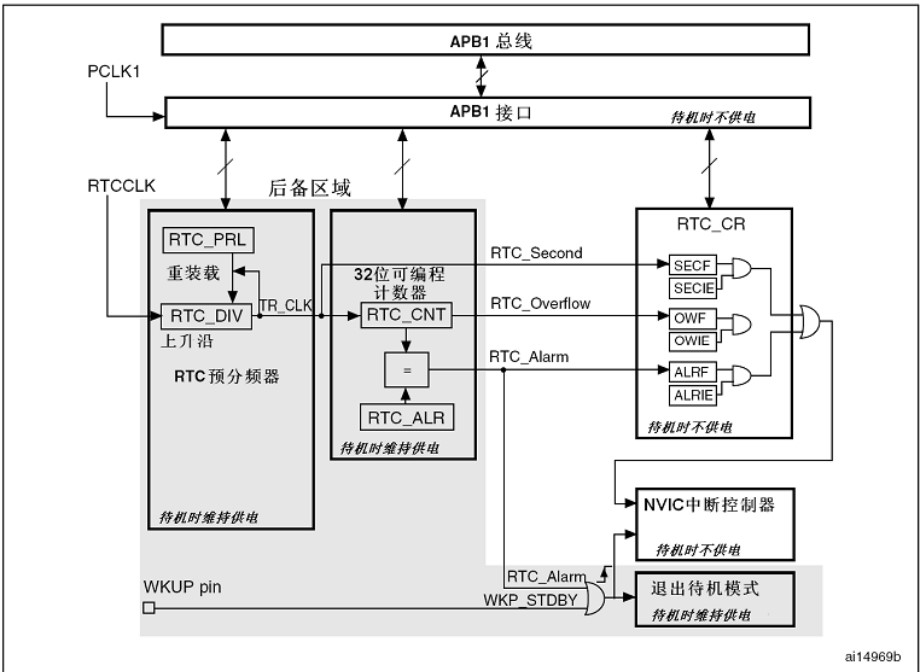 APB1 总线
PCLK1
APB1 接口
待机时不供电
RTCCLK
后备区域
RTC_PRL
重装载
RTC_DIV
TR_CLK
上升沿
RTC预分频器
待机时维持供电
32位可编程
计数器
RTC_CNT
=
RTC_ALR
待机时维持供电
RTC_Second
RTC_Overflow
RTC_Alarm
RTC_CR
SECF
SECIE
OWF
OWIE
ALRF
ALRIE
待机时不供电
NVIC中断控制器
待机时不供电
RTC_Alarm
WKUP pin
WKP_STDBY
退出待机模式
待机时维持供电
ai14969b